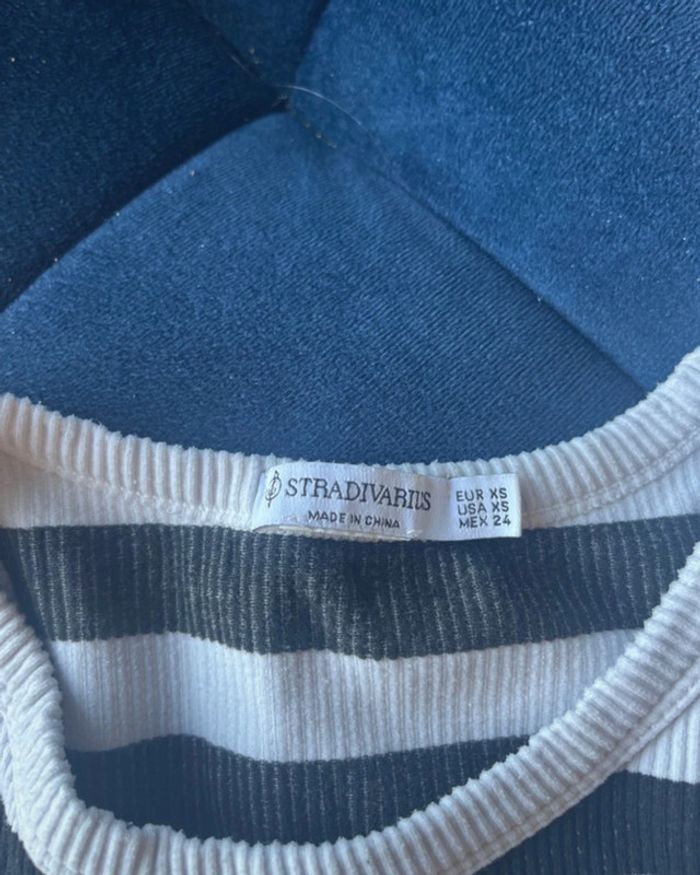 STRADIVARIUS
MADE IN CHINA
EUR XS
USA XS
MEX 24